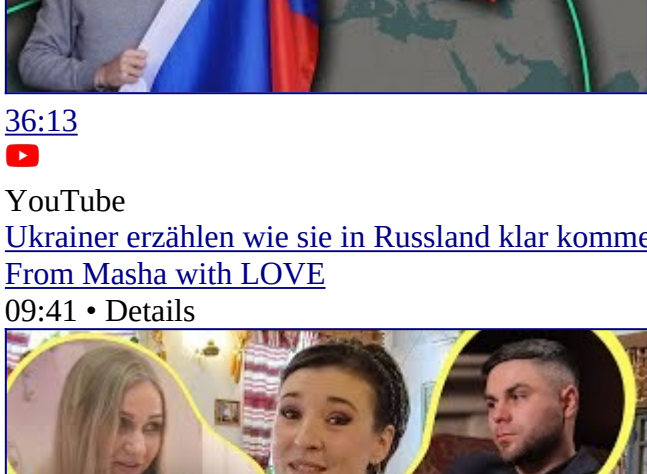 36:13
YouTube
Ukrainer erzählen wie sie in Russland klar komme
From Masha with LOVE
09:41 • Details